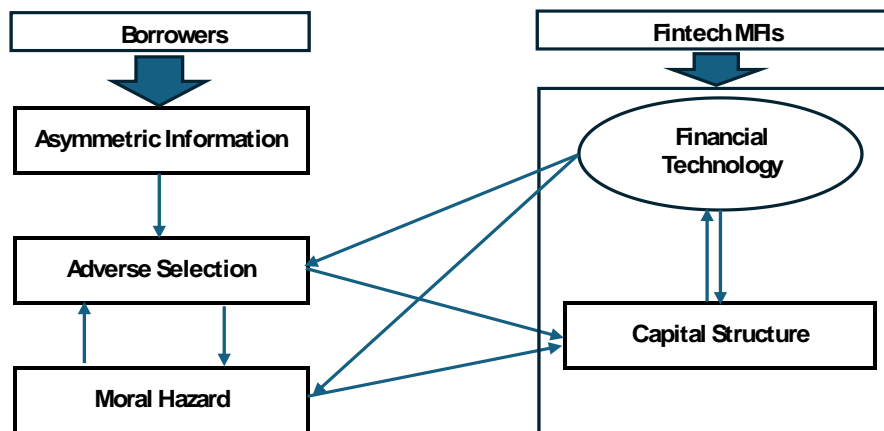 Borrowers
Fintech MFIs
Asymmetric Information
Financial
Technology
Adverse Selection
Capital Structure
Moral Hazard